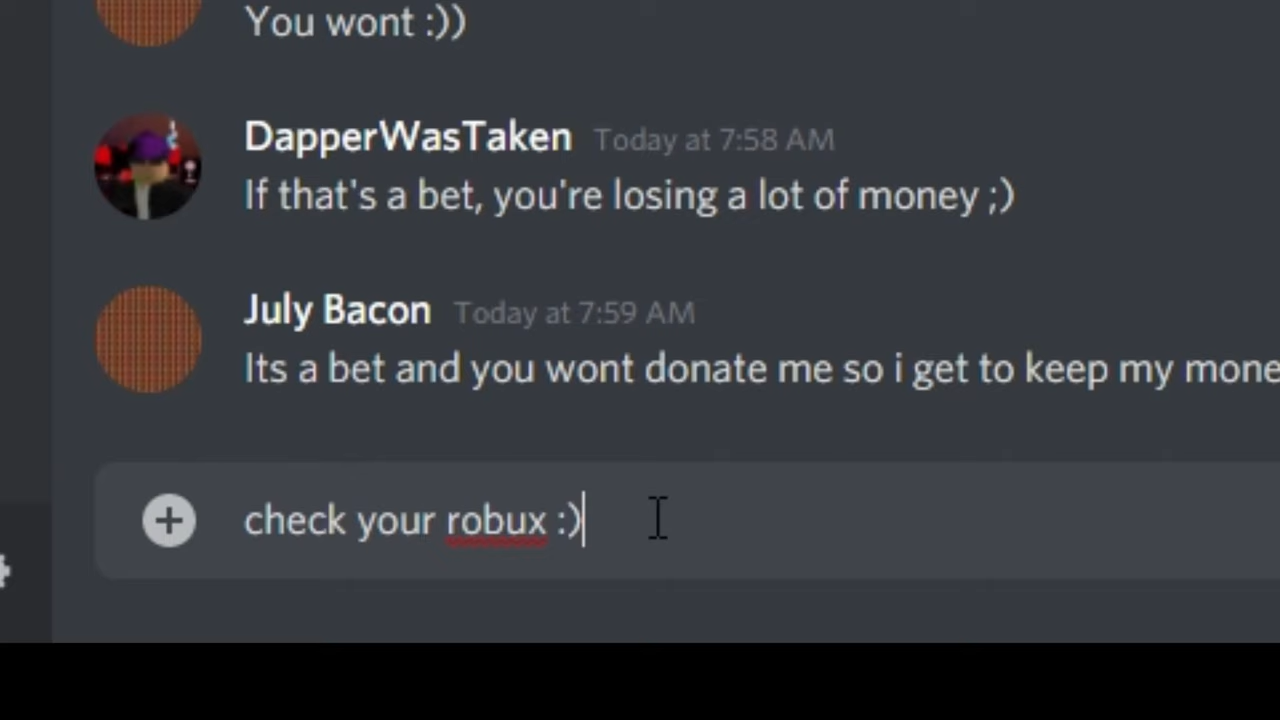 You wont :))
DapperWasTaken Today at 7:58 AM
If that's a bet, you're losing a lot of money ;)
July Bacon Today at 7:59 AM
Its a bet and you wont donate me so i get to keep my mone
check your robux :)